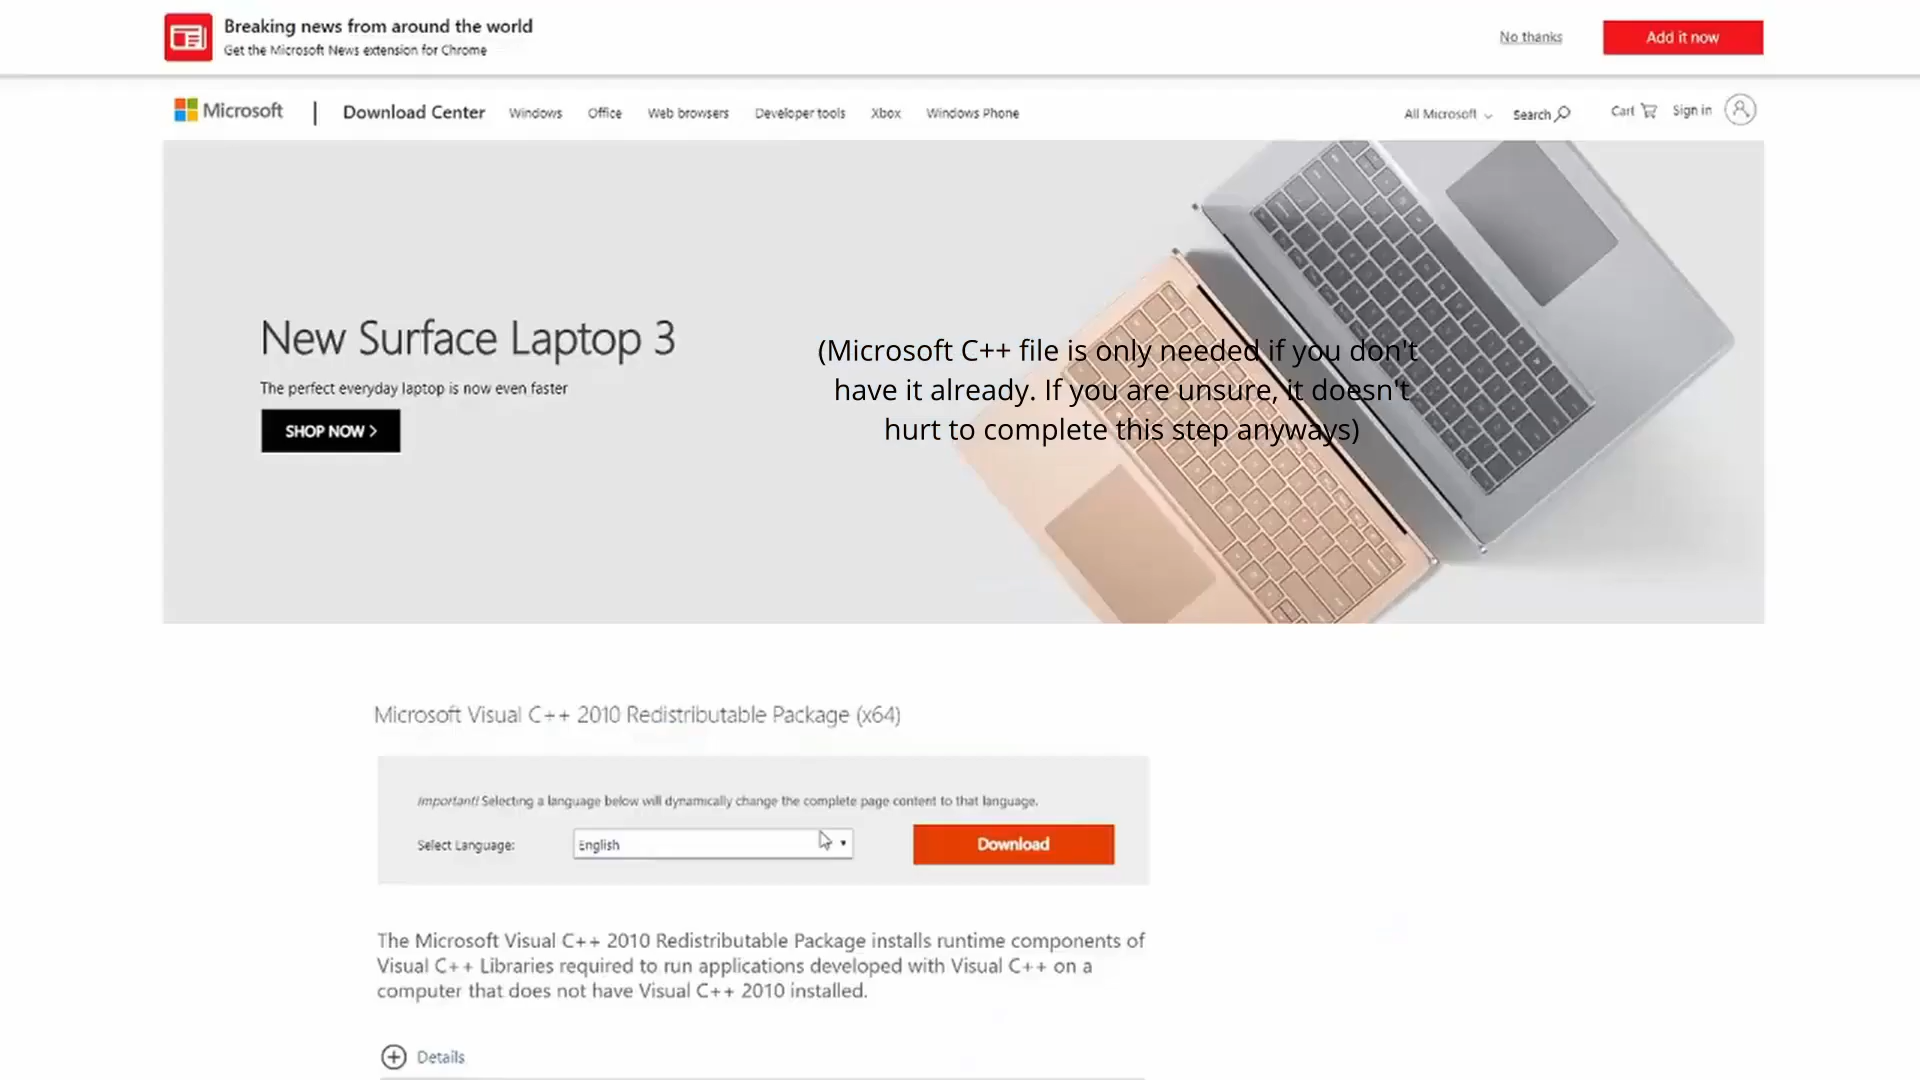 Breaking news from around the world
Get the Microsoft News extension for Chrome
No thanks
Add it now
Microsoft
Download Center
Windows
Office
Web browsers
Developer tools
Xbox
Windows Phone
All Microsoft
Search
Cart
Sign in
New Surface Laptop 3
The perfect everyday laptop is now even faster
SHOP NOW >
(Microsoft C++ file is only needed if you don't
have it already. If you are unsure, it doesn't
hurt to complete this step anyways)
Microsoft Visual C++ 2010 Redistributable Package (x64)
Important! Selecting a language below will dynamically change the complete page content to that language.
Select Language:
English
Download
The Microsoft Visual C++ 2010 Redistributable Package installs runtime components of
Visual C++ Libraries required to run applications developed with Visual C++ on a
computer that does not have Visual C++ 2010 installed.
Details